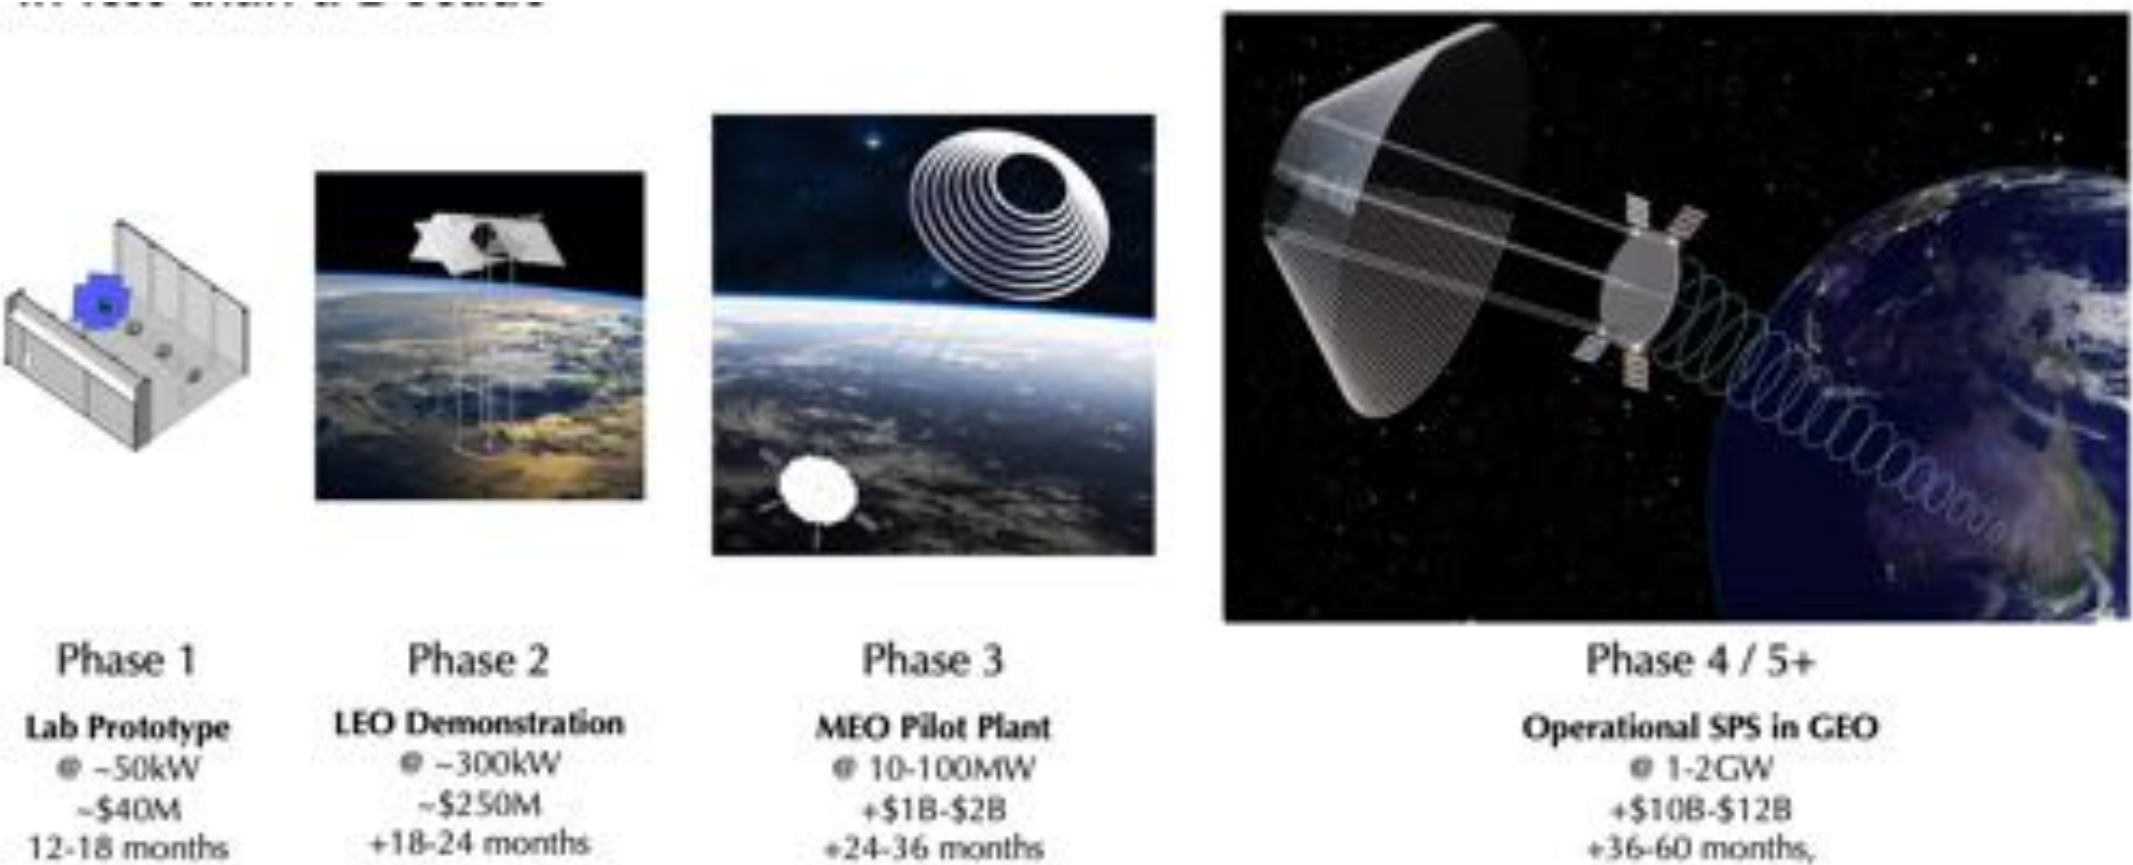 Phase 1
Lab Prototype
@ ~50kW
~$40M
12-18 months
Phase 2
LEO Demonstration
@ ~300kW
~$250M
+18-24 months
Phase 3
MEO Pilot Plant
@ 10-100MW
+$1B-$2B
+24-36 months
Phase 4 / 5+
Operational SPS in GEO
@ 1-2GW
+$10B-$12B
+36-60 months,